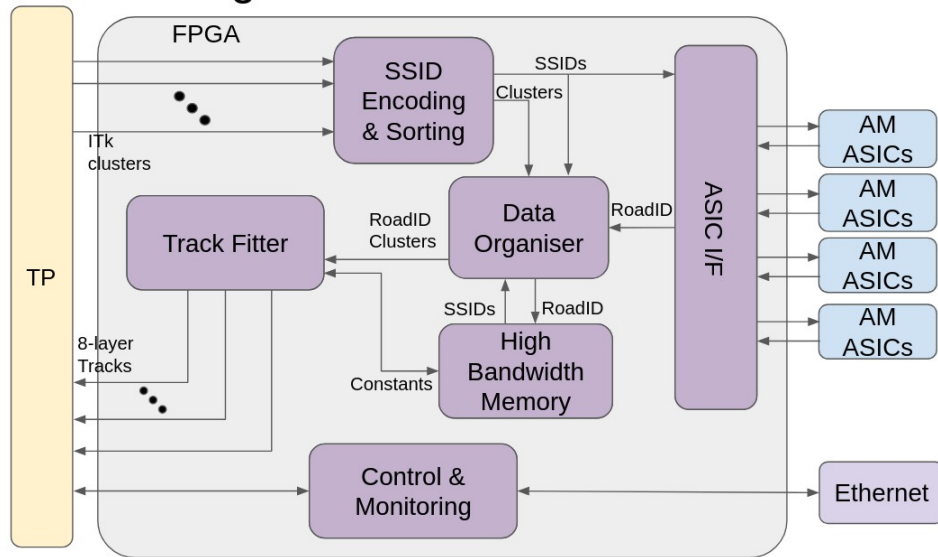 FPGA
SSID
Encoding
& Sorting
SSIDs
Clusters
ITk
clusters
AM
ASICs
AM
ASICs
AM
ASICs
AM
ASICs
ASIC I/F
Data
Organiser
RoadID
RoadID
Clusters
Track Fitter
TP
SSIDs
RoadID
High
Bandwidth
Memory
Constants
8-layer
Tracks
Control &
Monitoring
Ethernet